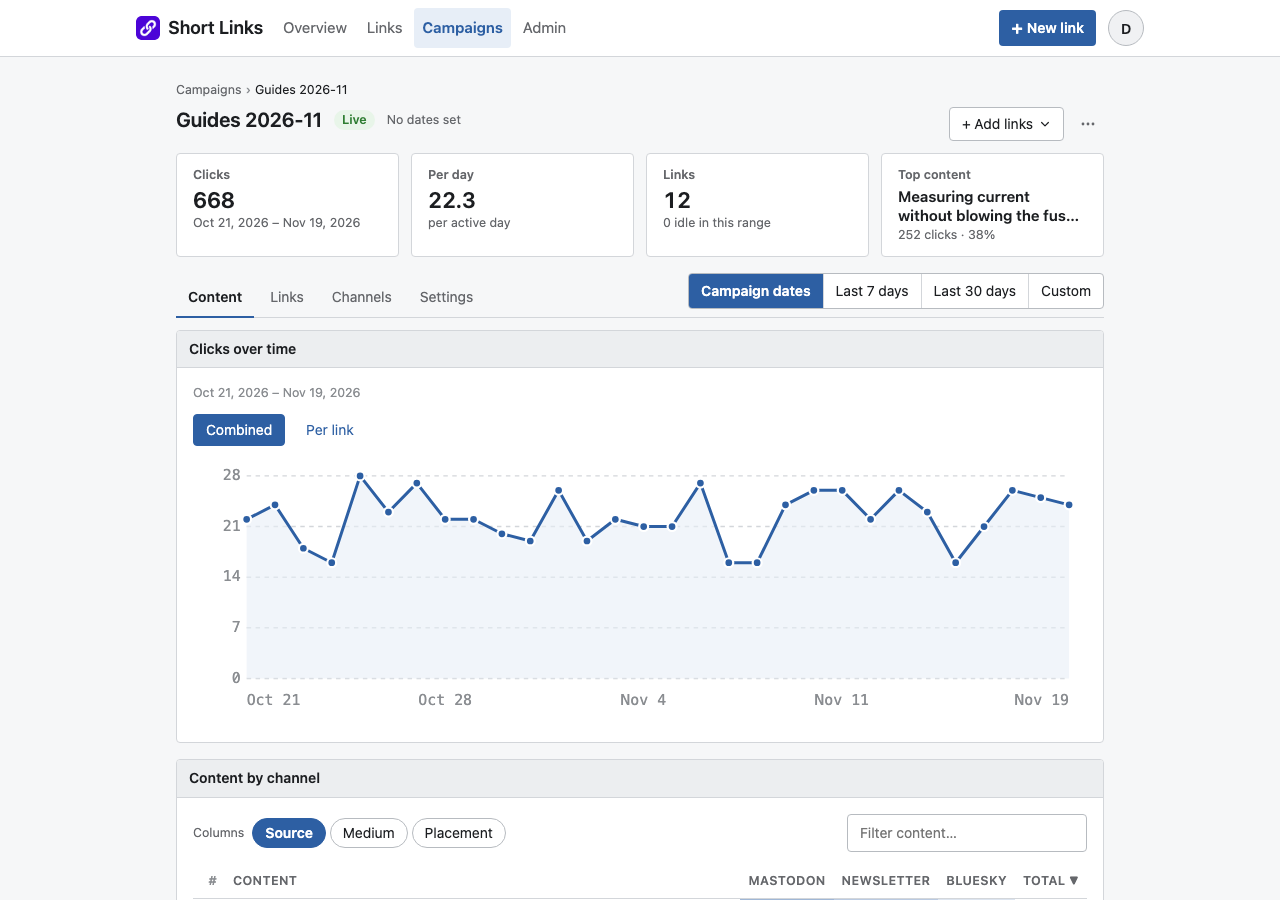 Short Links Overview Links Campaigns Admin + New link D
Campaigns › Guides 2026-11
Guides 2026-11 Live No dates set + Add links ···
Clicks
668
Oct 21, 2026 – Nov 19, 2026
Per day
22.3
per active day
Links
12
0 idle in this range
Top content
Measuring current
without blowing the fus...
252 clicks · 38%
Content Links Channels Settings Campaign dates Last 7 days Last 30 days Custom
Clicks over time
Oct 21, 2026 – Nov 19, 2026
Combined Per link
28
21
14
7
0
Oct 21 Oct 28 Nov 4 Nov 11 Nov 19
Content by channel
Columns Source Medium Placement Filter content...
# CONTENT MASTODON NEWSLETTER BLUESKY TOTAL ▼